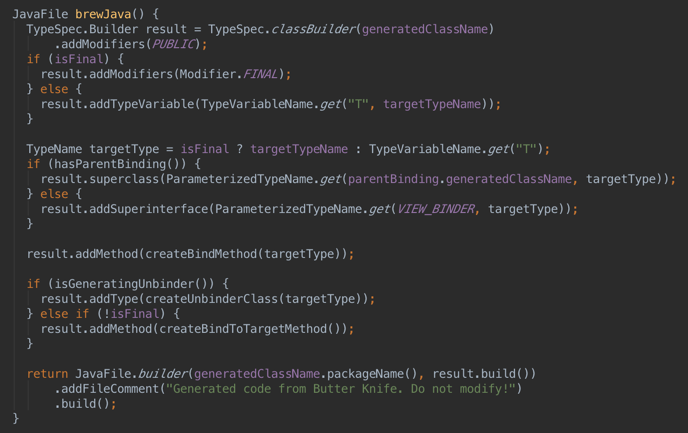 JavaFile brewJava() {
  TypeSpec.Builder result = TypeSpec.classBuilder(generatedClassName)
      .addModifiers(PUBLIC);
  if (isFinal) {
    result.addModifiers(Modifier.FINAL);
  } else {
    result.addTypeVariable(TypeVariableName.get("T", targetTypeName));
  }

  TypeName targetType = isFinal ? targetTypeName : TypeVariableName.get("T");
  if (hasParentBinding()) {
    result.superclass(ParameterizedTypeName.get(parentBinding.generatedClassName, targetType));
  } else {
    result.addSuperinterface(ParameterizedTypeName.get(VIEW_BINDER, targetType));
  }

  result.addMethod(createBindMethod(targetType));

  if (isGeneratingUnbinder()) {
    result.addType(createUnbinderClass(targetType));
  } else if (!isFinal) {
    result.addMethod(createBindToTargetMethod());
  }

  return JavaFile.builder(generatedClassName.packageName(), result.build())
      .addFileComment("Generated code from Butter Knife. Do not modify!")
      .build();
}